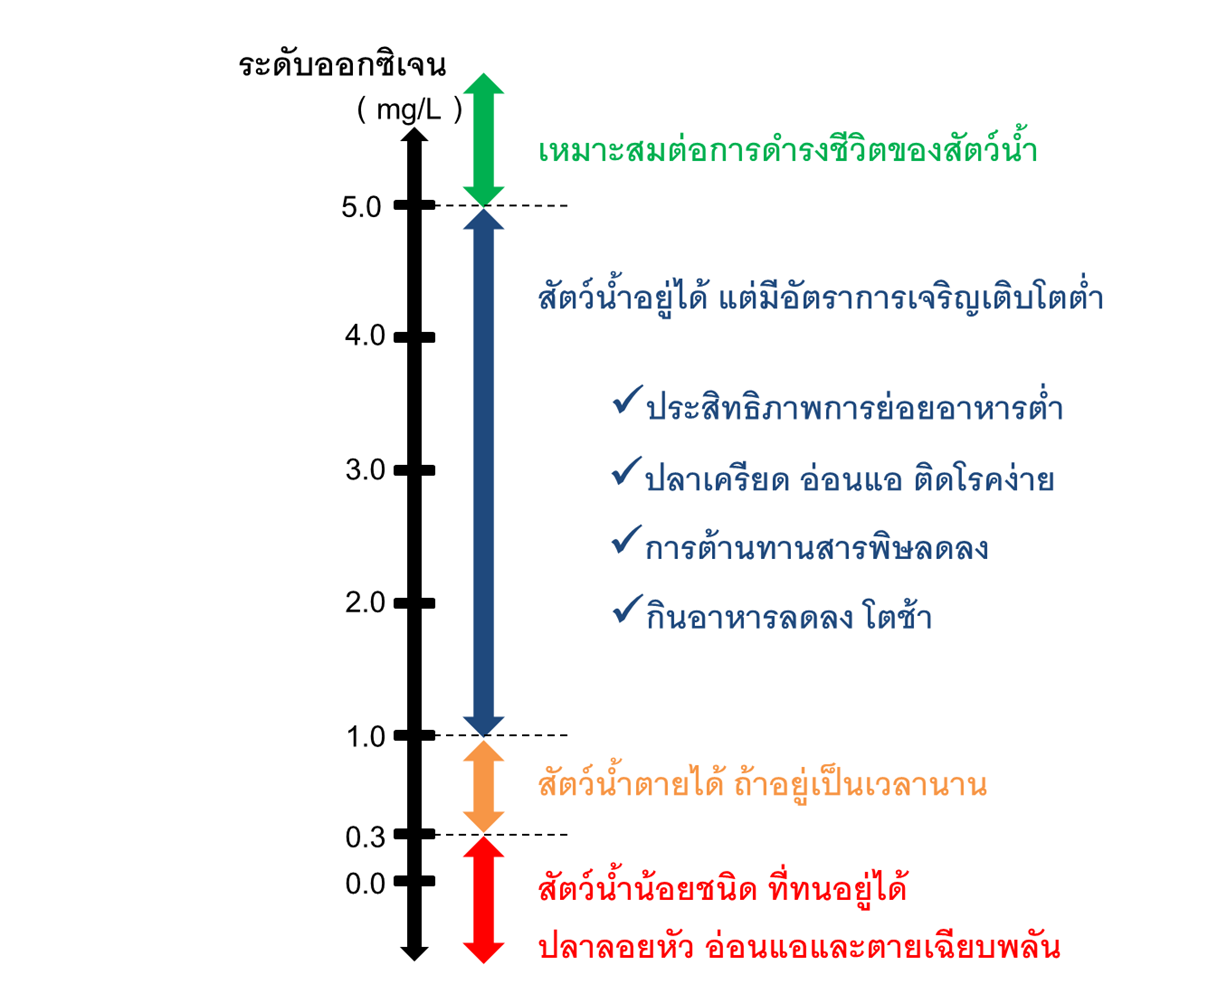 ระดับออกซิเจน
( mg/L )
เหมาะสมต่อการดำรงชีวิตของสัตว์น้ำ
5.0
สัตว์น้ำอยู่ได้ แต่มีอัตราการเจริญเติบโตต่ำ
4.0
✓ประสิทธิภาพการย่อยอาหารต่ำ
3.0
✓ปลาเครียด อ่อนแอ ติดโรคง่าย
✓การต้านทานสารพิษลดลง
2.0
✓กินอาหารลดลง โตช้า
1.0
สัตว์น้ำตายได้ ถ้าอยู่เป็นเวลานาน
0.3
0.0
สัตว์น้ำน้อยชนิด ที่ทนอยู่ได้
ปลาลอยหัว อ่อนแอและตายเฉียบพลัน